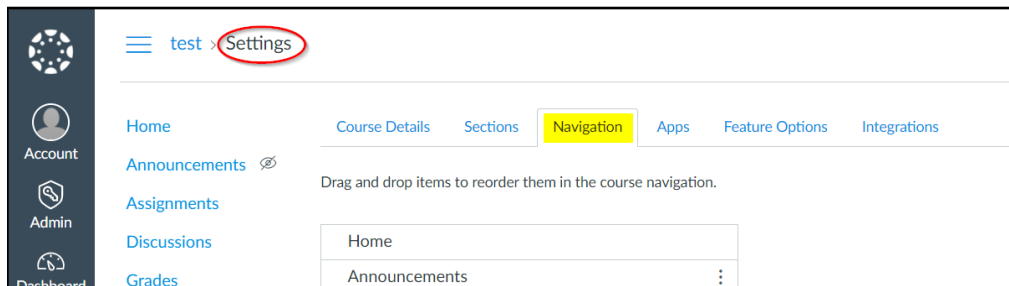 test > Settings
Account
Admin
Dashboard
Home
Announcements
Assignments
Discussions
Grades
Course Details Sections Navigation Apps Feature Options Integrations
Drag and drop items to reorder them in the course navigation.
Home
Announcements